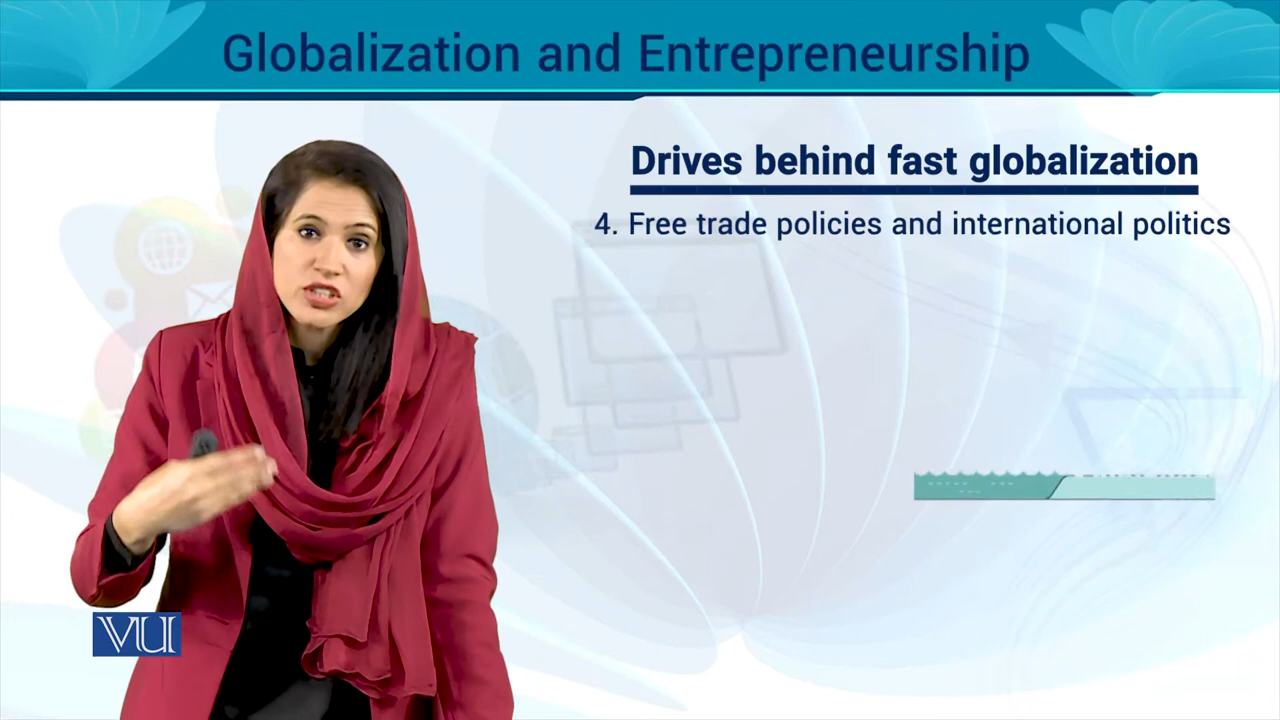 Globalization and Entrepreneurship
Drives behind fast globalization
4. Free trade policies and international politics
VU